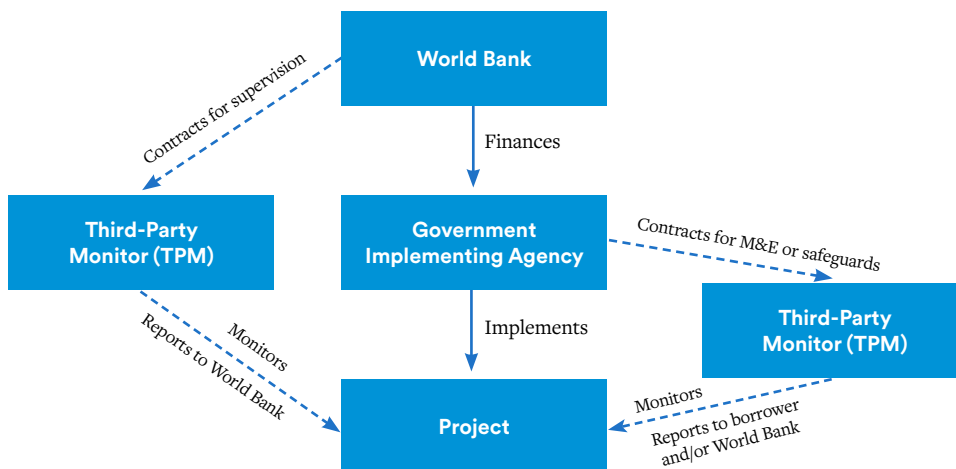 World Bank
Contracts for supervision
Finances
Third-Party
Monitor (TPM)
Government
Implementing Agency
Contracts for M&E or safeguards
Third-Party
Monitor (TPM)
Monitors
Reports to World Bank
Implements
Project
Monitors
Reports to borrower
and/or World Bank